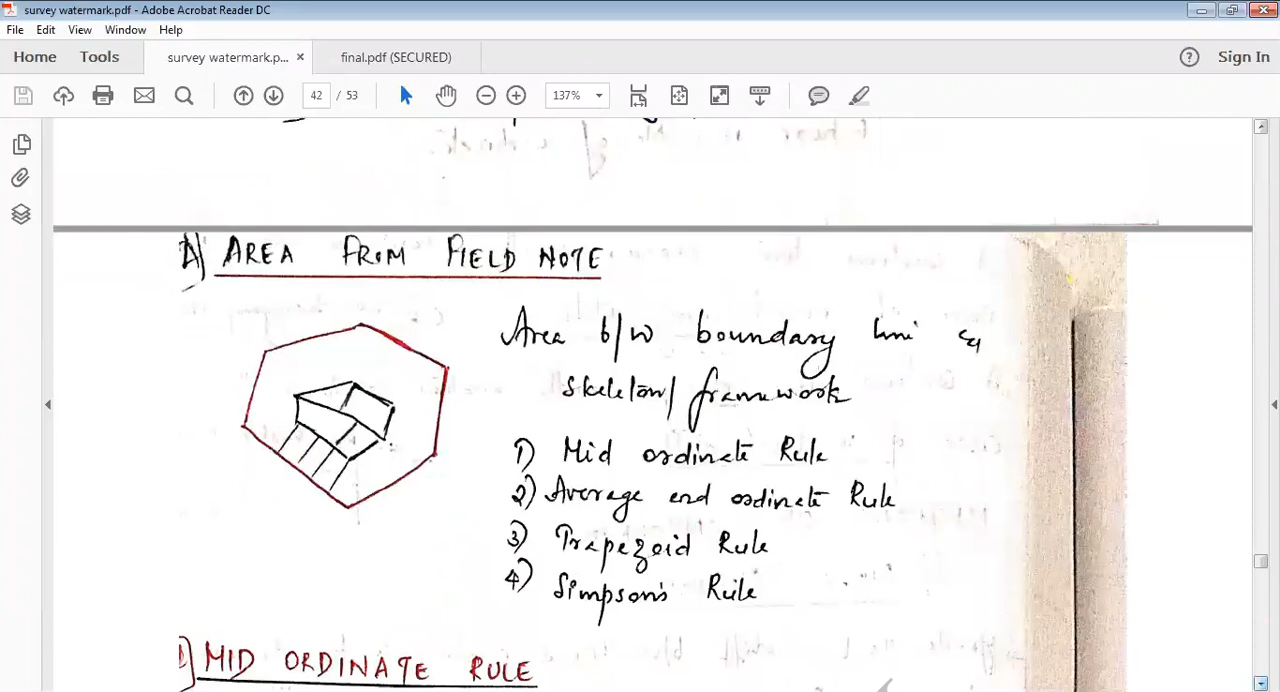 survey watermark.pdf - Adobe Acrobat Reader DC
File Edit View Window Help
Home Tools survey watermark.p... × final.pdf (SECURED) Sign In
42 / 53 137%
A) AREA FROM FIELD NOTE
Area b/w boundary line &
Skeleton/ framework
1) Mid ordinate Rule
2) Average end ordinate Rule
3) Trapezoid Rule
4) Simpson's Rule
1) MID ORDINATE RULE